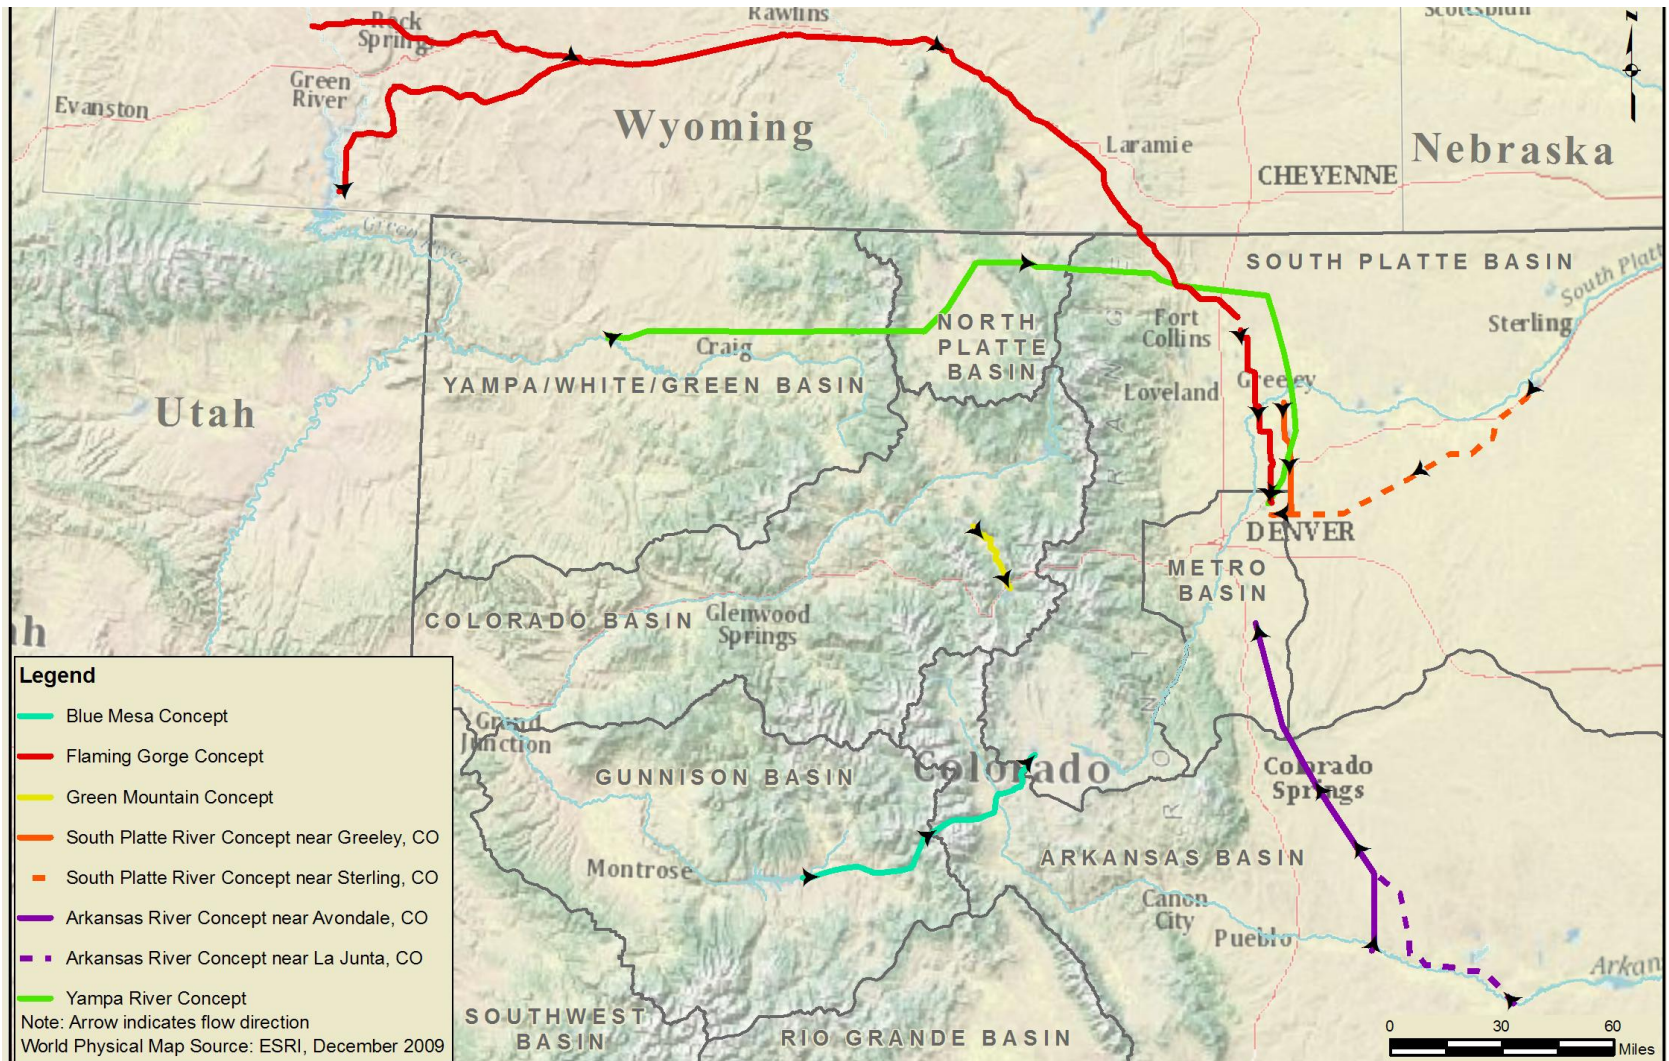 Rawlins
Scottsbluff
Rock
Springs
Green
River
Evanston
Wyoming
Laramie
Nebraska
CHEYENNE
N
Green River
SOUTH PLATTE BASIN
South Platt
Fort
Collins
Sterling
NORTH
PLATTE
BASIN
Craig
YAMPA/WHITE/GREEN BASIN
Loveland
Greeley
Utah
F R O N T
R A N G E
DENVER
METRO
BASIN
COLORADO BASIN
Glenwood
Springs
ah
Grand
Junction
GUNNISON BASIN
Colorado
Colorado
Springs
Montrose
ARKANSAS BASIN
Canon
City
Pueblo
Arkan
SOUTHWEST
BASIN
RIO GRANDE BASIN
Legend
Blue Mesa Concept
Flaming Gorge Concept
Green Mountain Concept
South Platte River Concept near Greeley, CO
South Platte River Concept near Sterling, CO
Arkansas River Concept near Avondale, CO
Arkansas River Concept near La Junta, CO
Yampa River Concept
Note: Arrow indicates flow direction
World Physical Map Source: ESRI, December 2009
0 30 60
Miles